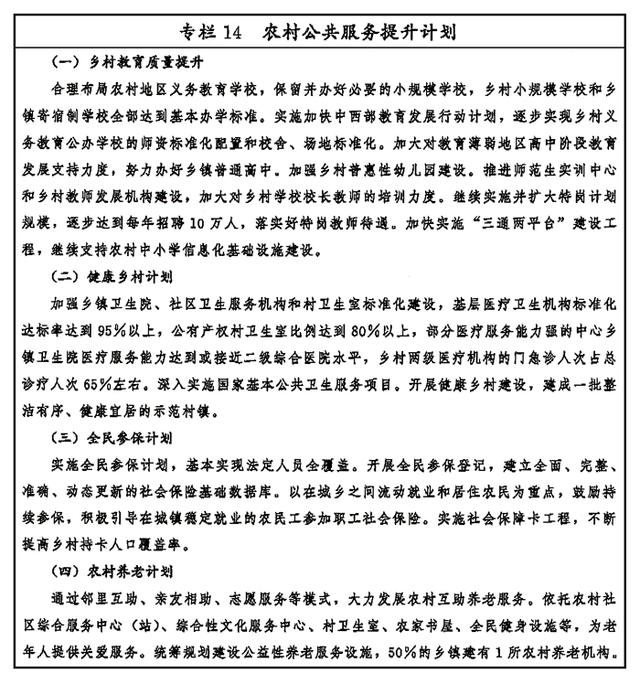 专栏 14　农村公共服务提升计划
（一）乡村教育质量提升
合理布局农村地区义务教育学校，保留并办好必要的小规模学校，乡村小规模学校和乡
镇寄宿制学校全部达到基本办学标准。实施加快中西部教育发展行动计划，逐步实现乡村义
务教育公办学校的师资标准化配置和校舍、场地标准化。加大对教育薄弱地区高中阶段教育
发展支持力度，努力办好乡镇普通高中。加强乡村普惠性幼儿园建设。推进师范生实训中心
和乡村教师发展机构建设，加大对乡村学校校长教师的培训力度。继续实施并扩大特岗计划
规模，逐步达到每年招聘 10 万人，落实好特岗教师待遇。加快实施“三通两平台”建设工
程，继续支持农村中小学信息化基础设施建设。
（二）健康乡村计划
加强乡镇卫生院、社区卫生服务机构和村卫生室标准化建设，基层医疗卫生机构标准化
达标率达到 95％以上，公有产权村卫生室比例达到 80％以上，部分医疗服务能力强的中心乡
镇卫生院医疗服务能力达到或接近二级综合医院水平，乡村两级医疗机构的门急诊人次占总
诊疗人次 65％左右。深入实施国家基本公共卫生服务项目。开展健康乡村建设，建成一批整
洁有序、健康宜居的示范村镇。
（三）全民参保计划
实施全民参保计划，基本实现法定人员全覆盖。开展全民参保登记，建立全面、完整、
准确、动态更新的社会保险基础数据库。以在城乡之间流动就业和居住农民为重点，鼓励持
续参保，积极引导在城镇稳定就业的农民工参加职工社会保险。实施社会保障卡工程，不断
提高乡村持卡人口覆盖率。
（四）农村养老计划
通过邻里互助、亲友相助、志愿服务等模式，大力发展农村互助养老服务。依托农村社
区综合服务中心（站）、综合性文化服务中心、村卫生室、农家书屋、全民健身设施等，为老
年人提供关爱服务。统筹规划建设公益性养老服务设施，50％的乡镇建有 1 所农村养老机构。